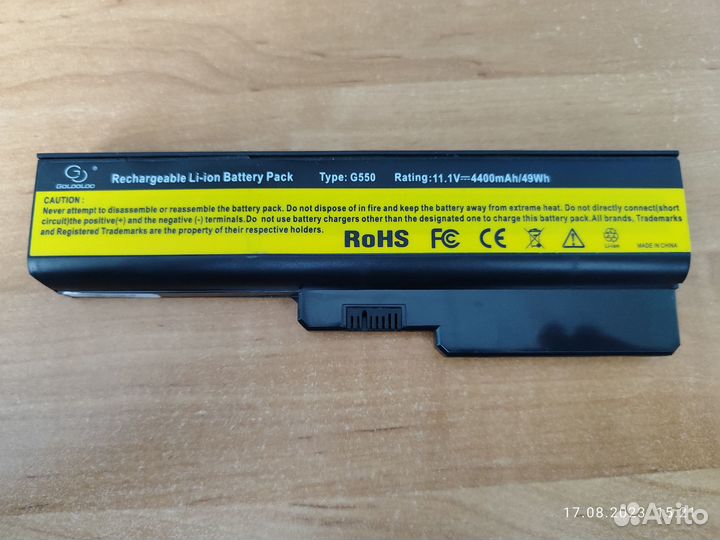 GOLOOLOO
Rechargeable Li-ion Battery Pack Type: G550 Rating:11.1V⎓4400mAh/49Wh
CAUTION :
Never attempt to disassemble or reassemble the battery pack. Do not dispose of in fire and keep the battery away from extreme heat. Do not directly connect(short
circuit)the positive(+) and the negative (-) terminals.Do not use battery chargers other than the designated one to charge this battery pack.All brands, Trademarks
and Registered Trademarks are the property of their respective holders.
RoHS FC CE Li-ion MADE IN CHINA
17.08.2023 15:21
Avito